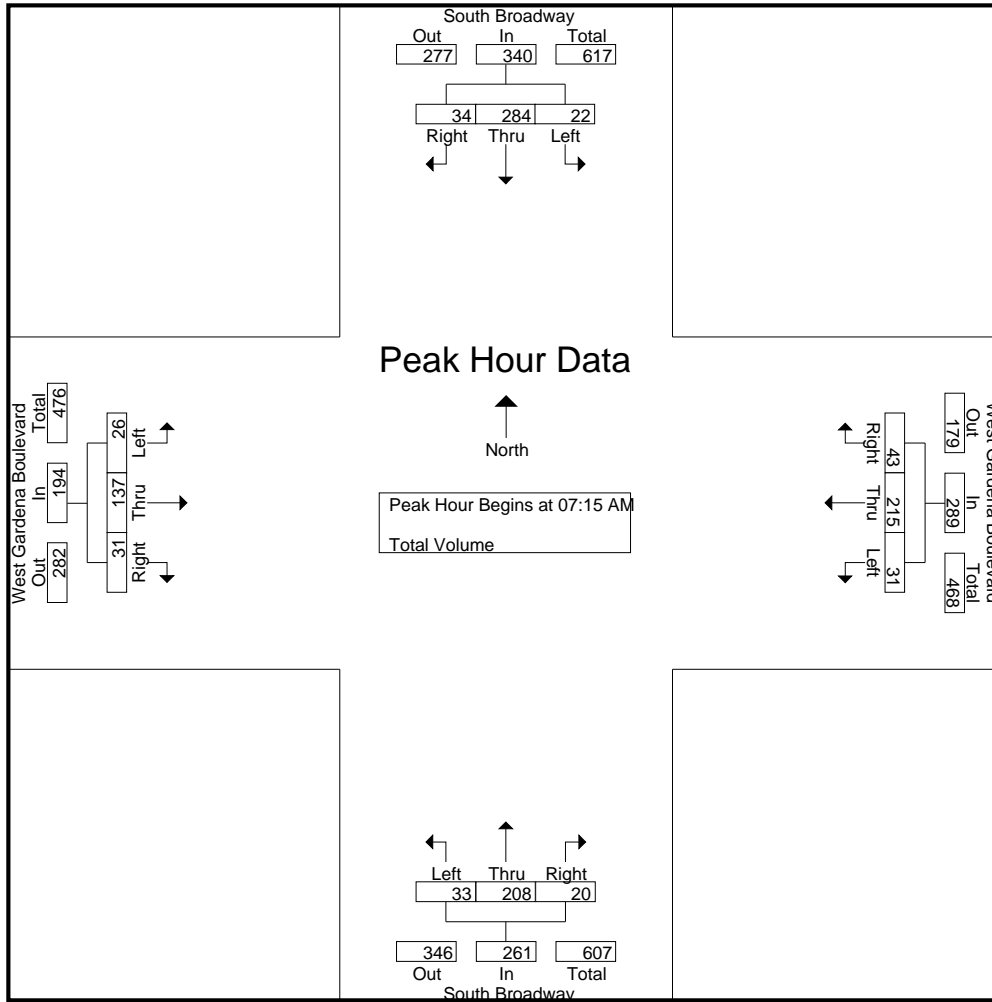 South Broadway
Out In Total
277 340 617
34 284 22
Right Thru Left
Peak Hour Data
North
Peak Hour Begins at 07:15 AM
Total Volume
West Gardena Boulevard
Total In Out
476 194 282
26 137 31
Left Thru Right
West Gardena Boulevard
Out In Total
179 289 468
43 215 31
Right Thru Left
Left Thru Right
33 208 20
346 261 607
Out In Total
South Broadway